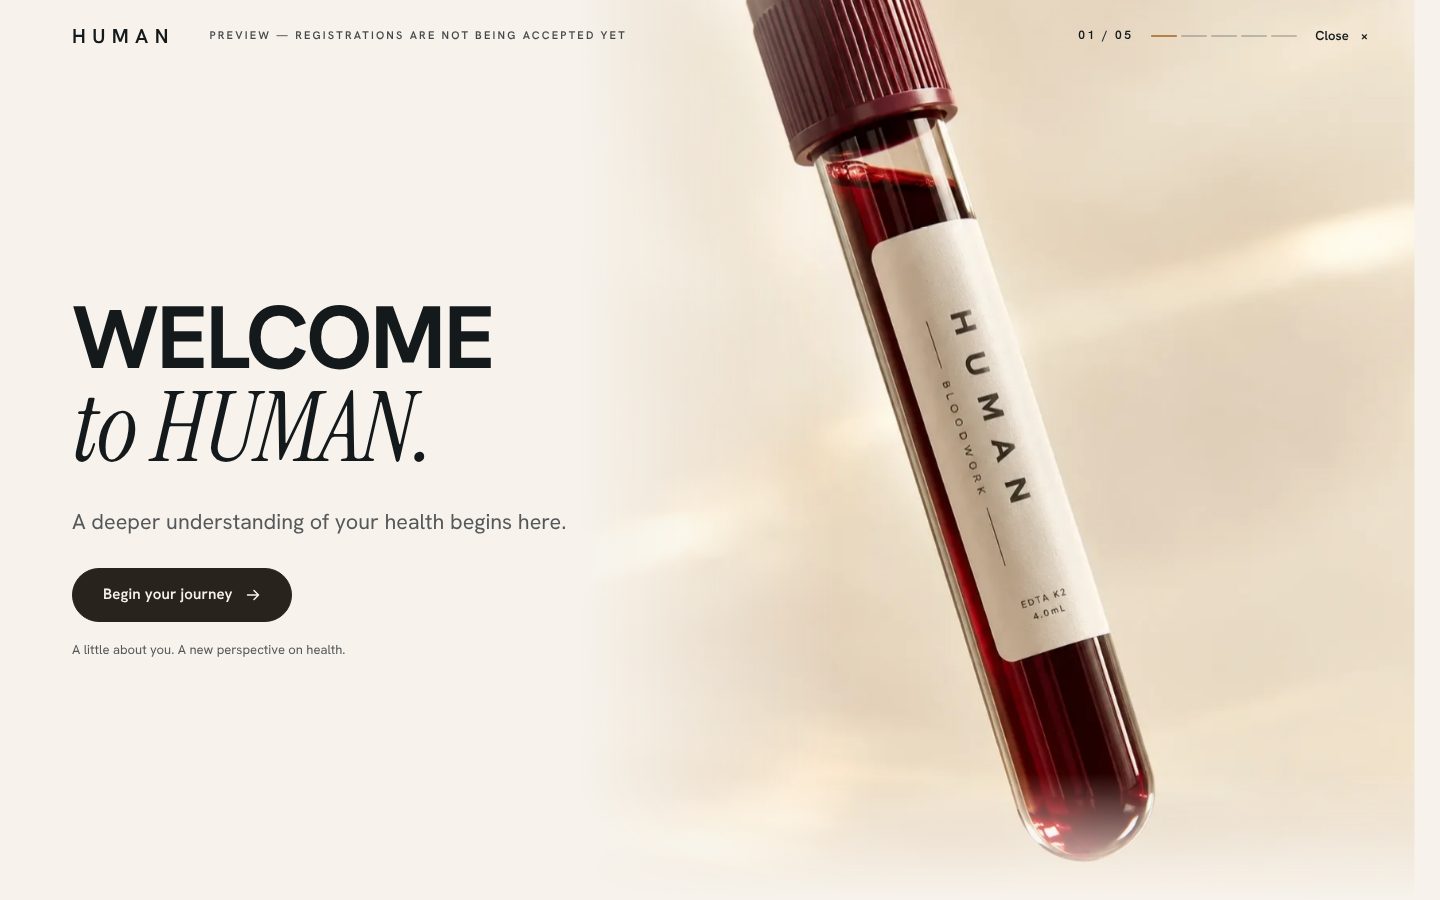 HUMAN
PREVIEW — REGISTRATIONS ARE NOT BEING ACCEPTED YET
01 / 05
Close ×
WELCOME
to HUMAN.
A deeper understanding of your health begins here.
Begin your journey →
A little about you. A new perspective on health.
HUMAN
BLOODWORK
EDTA K2
4.0mL